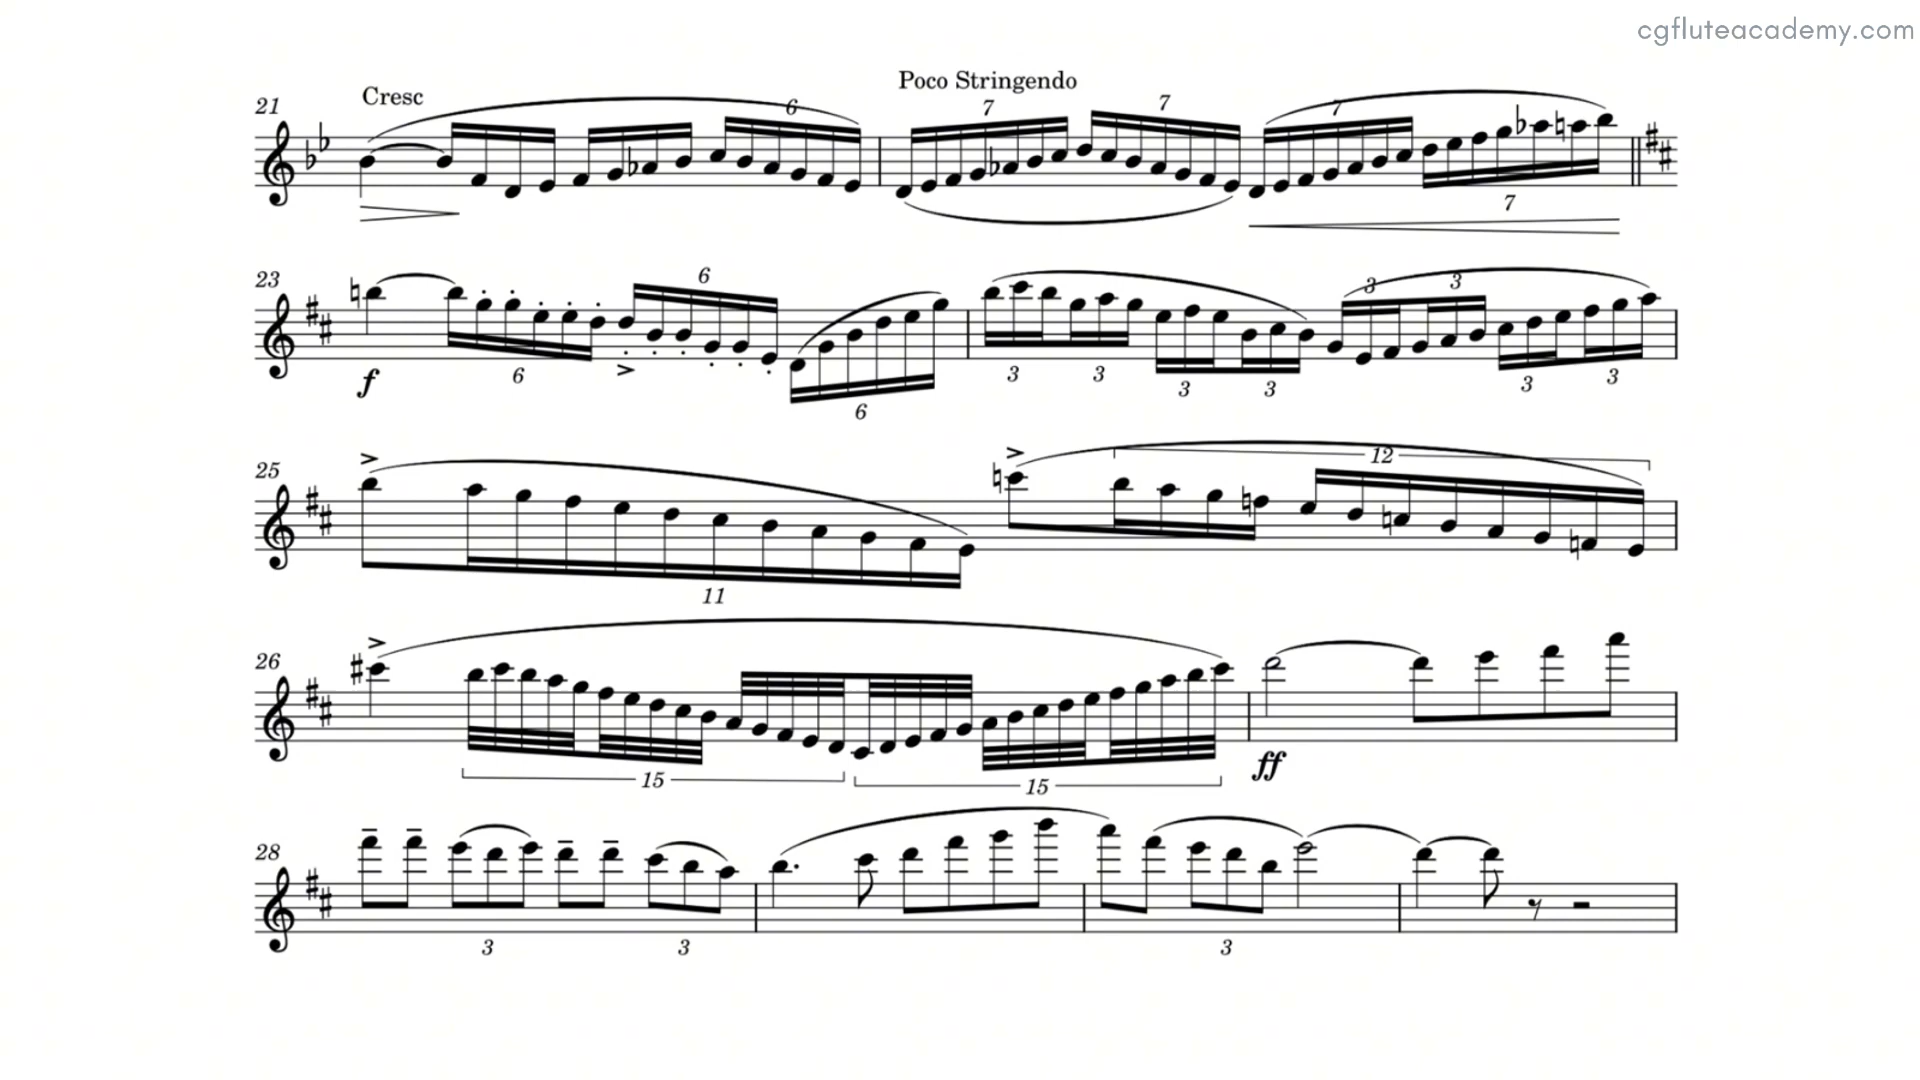 cgfluteacademy.com
Poco Stringendo
21 Cresc 6 7 7 7
7
23 6 3 3
f 6 6 3 3 3 3 3 3
25 12
11
26
15 15 ff
28
3 3 3